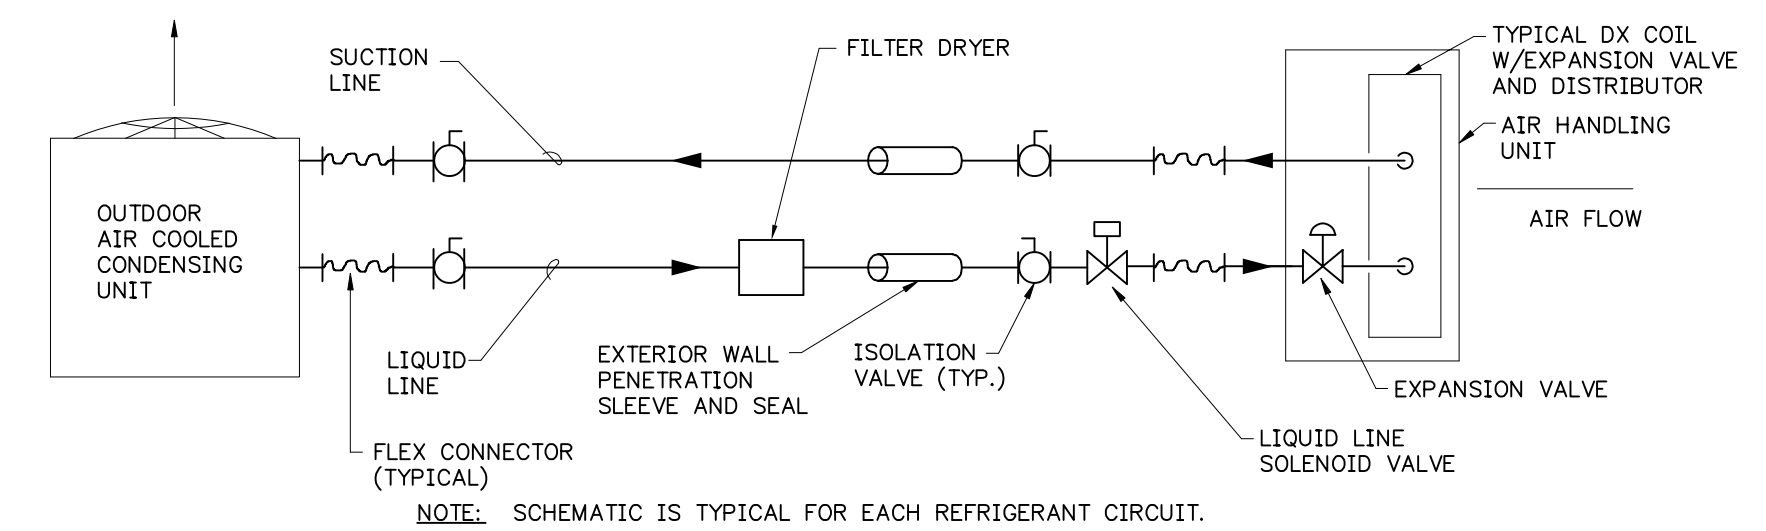 SUCTION
LINE
FILTER DRYER
TYPICAL DX COIL
W/EXPANSION VALVE
AND DISTRIBUTOR
AIR HANDLING
UNIT
AIR FLOW
OUTDOOR
AIR COOLED
CONDENSING
UNIT
LIQUID
LINE
EXTERIOR WALL
PENETRATION
SLEEVE AND SEAL
ISOLATION
VALVE (TYP.)
EXPANSION VALVE
LIQUID LINE
SOLENOID VALVE
FLEX CONNECTOR
(TYPICAL)
NOTE: SCHEMATIC IS TYPICAL FOR EACH REFRIGERANT CIRCUIT.